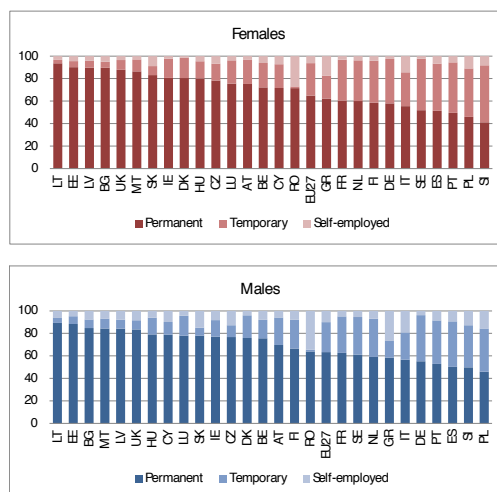 Females
100
80
60
40
20
0
LT EE LV BG UK MT SK IE DK HU CZ LU AT BE CY RO EU27 GR FR NL FI DE IT SE ES PT PL SI
Permanent Temporary Self-employed
Males
100
80
60
40
20
0
LT EE BG MT LV UK HU CY LU SK IE CZ DK BE AT FI RO EU27 FR SE NL GR IT DE PT ES SI PL
Permanent Temporary Self-employed